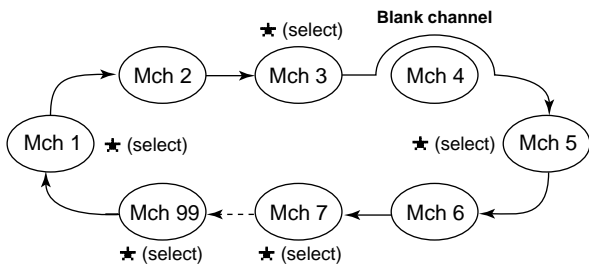 Blank channel
★ (select)
Mch 2
Mch 3
Mch 4
Mch 1
★ (select)
★ (select)
Mch 5
Mch 99
Mch 7
Mch 6
★ (select)
★ (select)